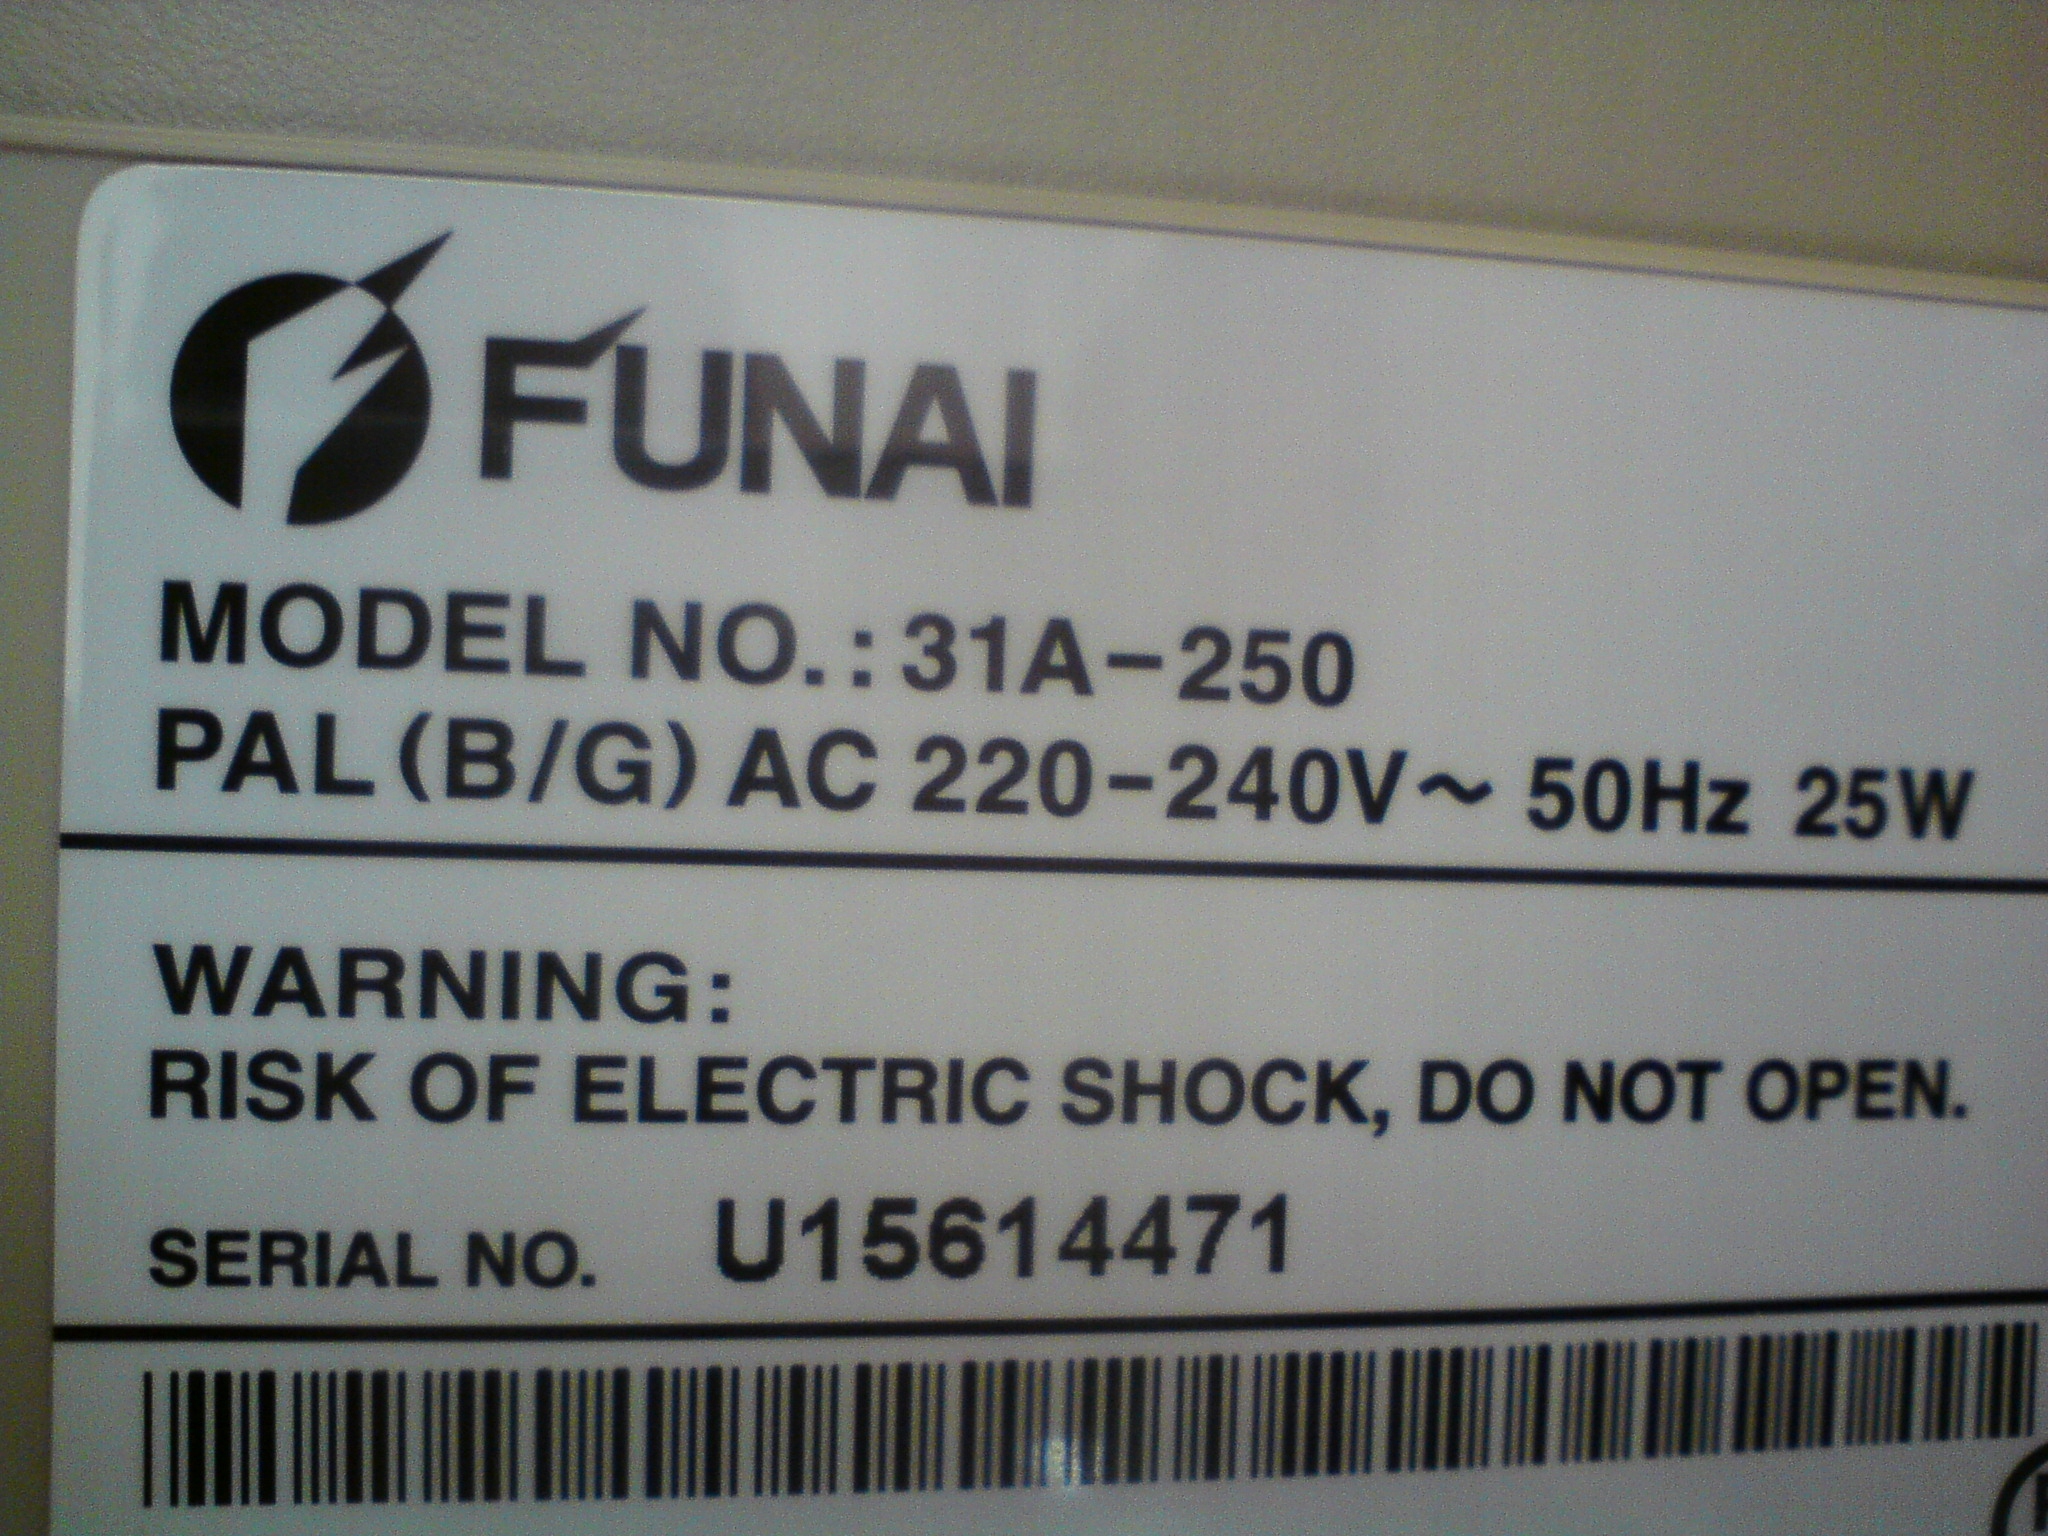 FUNAI
MODEL NO.: 31A-250
PAL (B/G) AC 220-240V~ 50Hz 25W
WARNING:
RISK OF ELECTRIC SHOCK, DO NOT OPEN.
SERIAL NO. U15614471